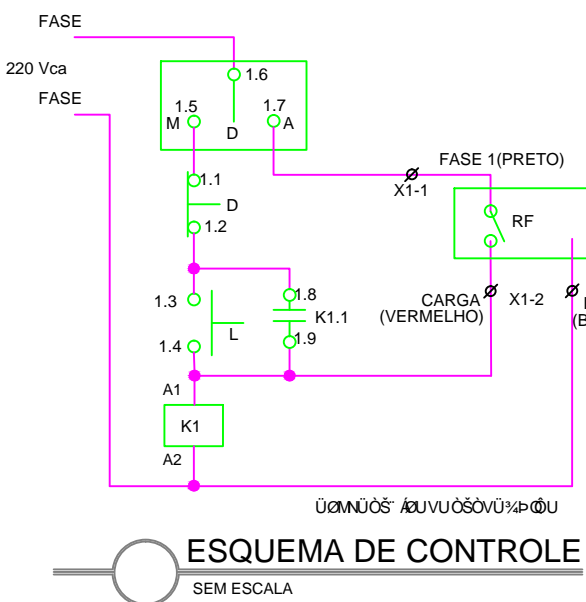 FASE
220 Vca
FASE
1.6
1.5
1.7
M
D
A
FASE 1(PRETO)
1.1
X1-1
D
RF
1.2
1.3
1.8
CARGA
X1-2
K1.1
(VERMELHO)
(B
L
1.4
1.9
A1
K1
A2
ESQUEMA DE CONTROLE
SEM ESCALA